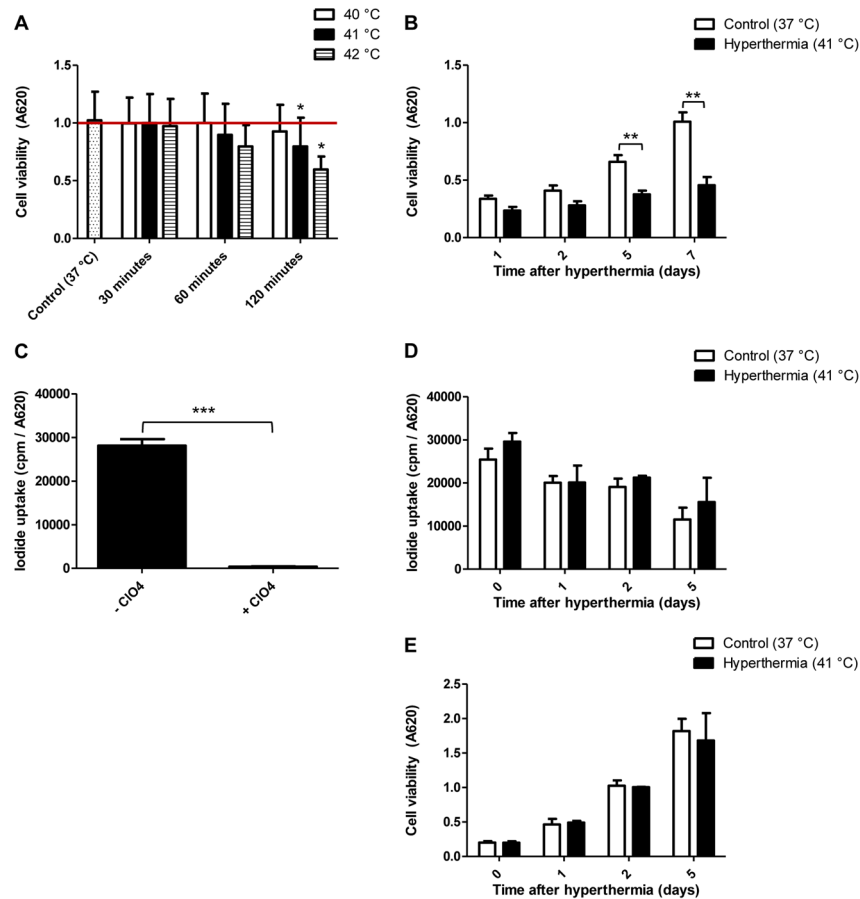 A
40 °C
41 °C
42 °C
Cell viability (A620)
1.5
1.0
0.5
0.0
*
*
Control (37 °C)
30 minutes
60 minutes
120 minutes
B
Control (37 °C)
Hyperthermia (41 °C)
Cell viability (A620)
1.5
1.0
0.5
0.0
**
**
1
2
5
7
Time after hyperthermia (days)
C
Iodide uptake (cpm / A620)
40000
30000
20000
10000
0
***
- ClO4
+ ClO4
D
Control (37 °C)
Hyperthermia (41 °C)
Iodide uptake (cpm / A620)
40000
30000
20000
10000
0
0
1
2
5
Time after hyperthermia (days)
E
Control (37 °C)
Hyperthermia (41 °C)
Cell viability (A620)
2.5
2.0
1.5
1.0
0.5
0.0
0
1
2
5
Time after hyperthermia (days)